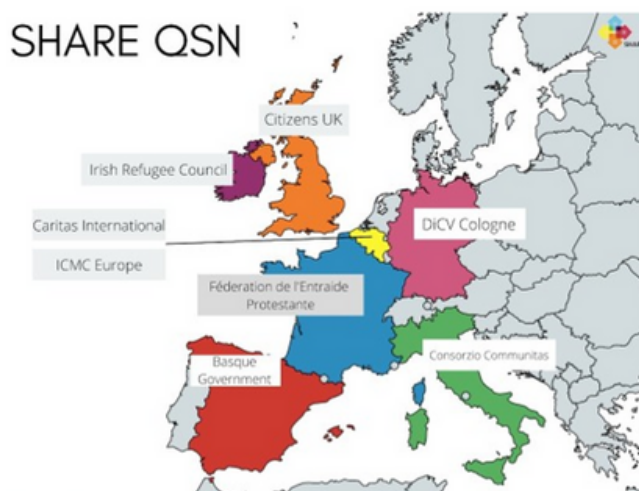 SHARE QSN
SHARE
Citizens UK
Irish Refugee Council
Caritas International
ICMC Europe
DiCV Cologne
Féderation de l'Entraide
Protestante
Consorzio Communitas
Basque
Government